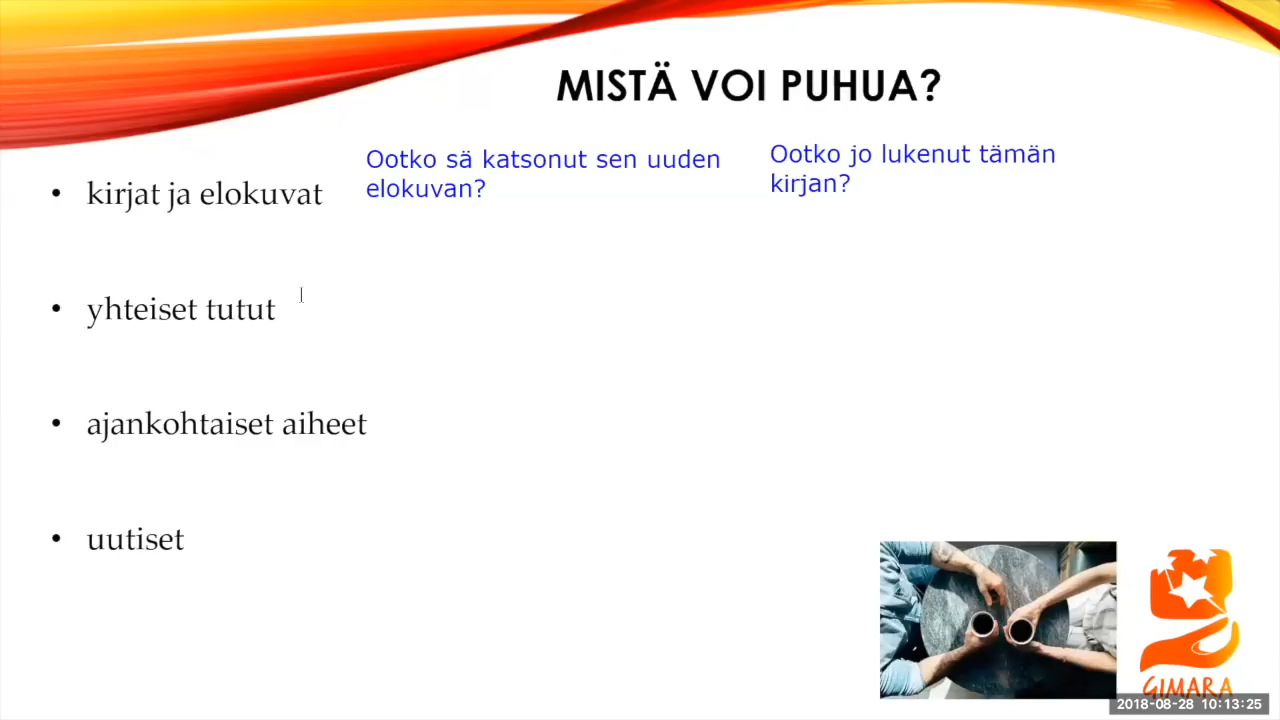 MISTÄ VOI PUHUA?
Ootko sä katsonut sen uuden
elokuvan?
Ootko jo lukenut tämän
kirjan?
• kirjat ja elokuvat
• yhteiset tutut
• ajankohtaiset aiheet
• uutiset
GIMARA
2018-08-28 10:13:25